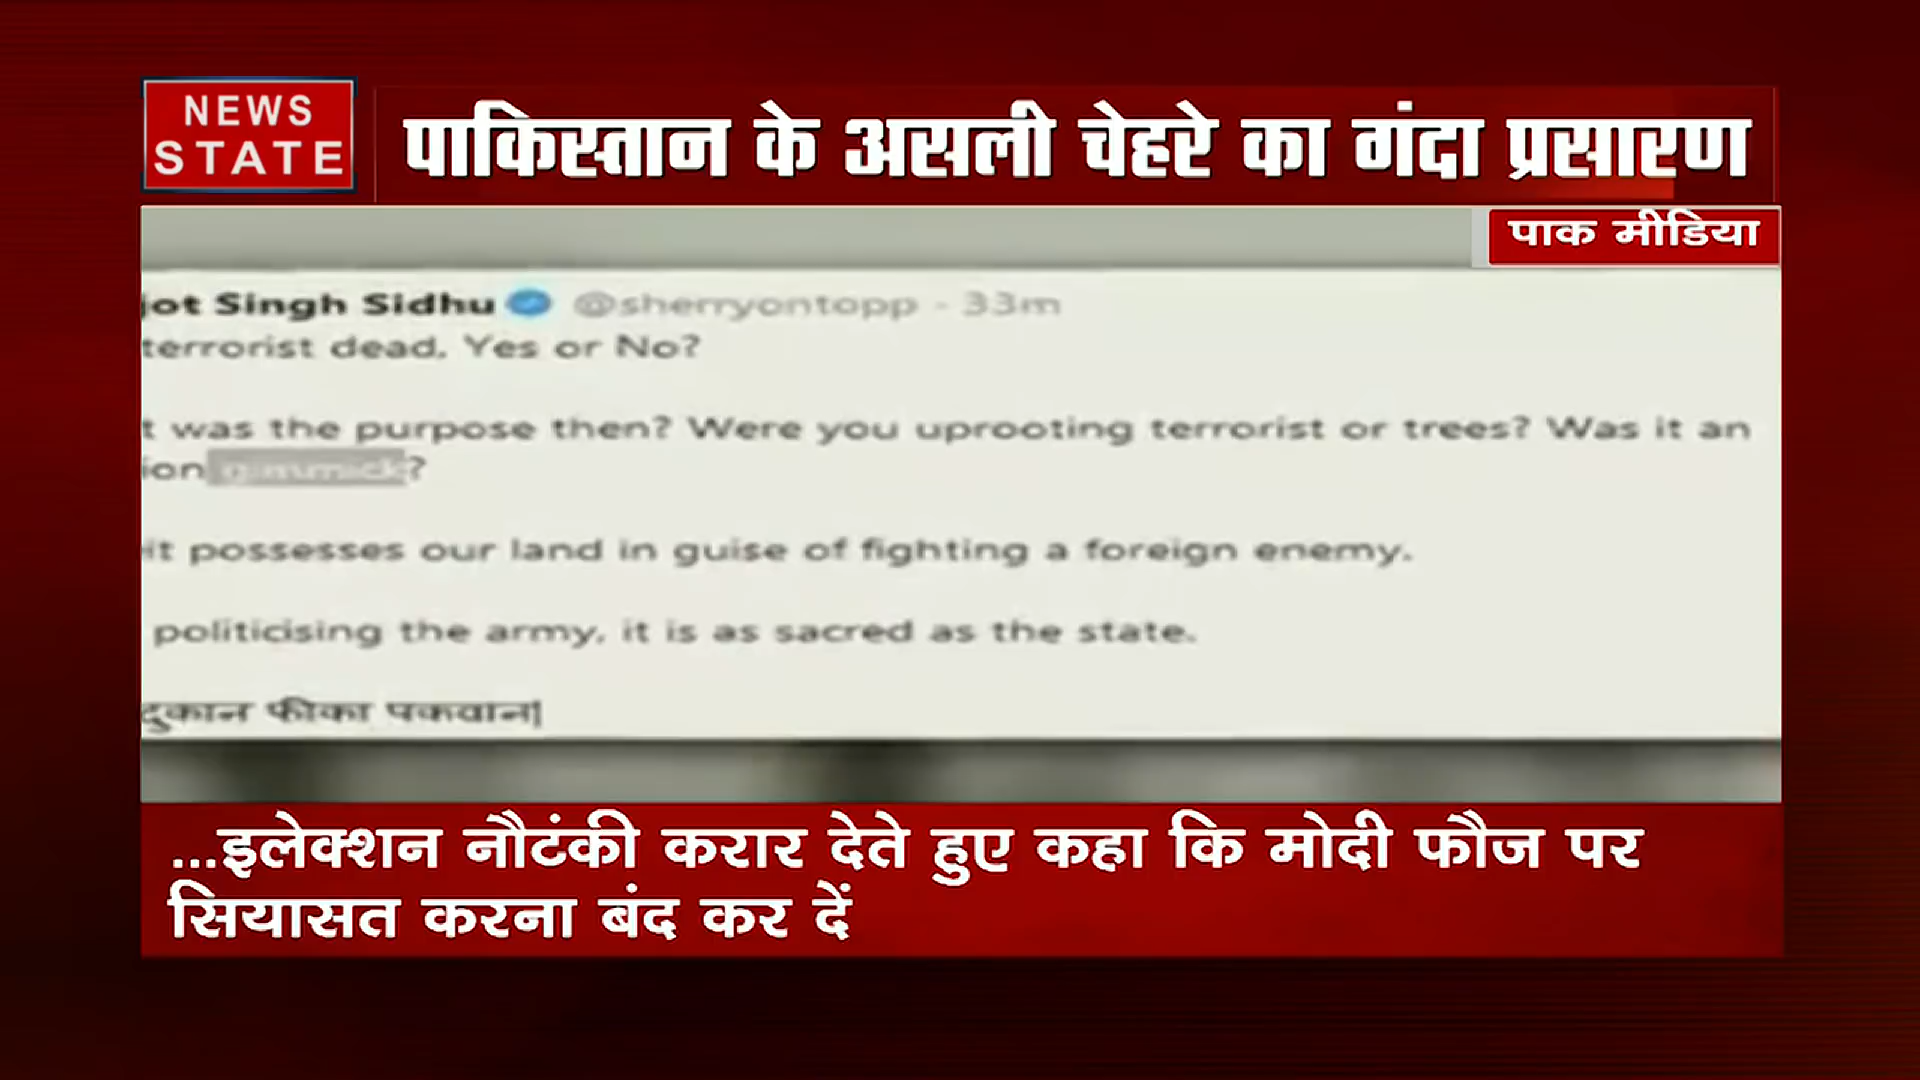 NEWS
STATE
पाकिस्तान के असली चेहरे का गंदा प्रसारण
पाक मीडिया
jot Singh Sidhu @sherryontopp - 33m
terrorist dead, Yes or No?
t was the purpose then? Were you uprooting terrorist or trees? Was it an
ion gimmick?
it possesses our land in guise of fighting a foreign enemy.
politicising the army, it is as sacred as the state.
दुकान फीका पकवान|
...इलेक्शन नौटंकी करार देते हुए कहा कि मोदी फौज पर
सियासत करना बंद कर दें